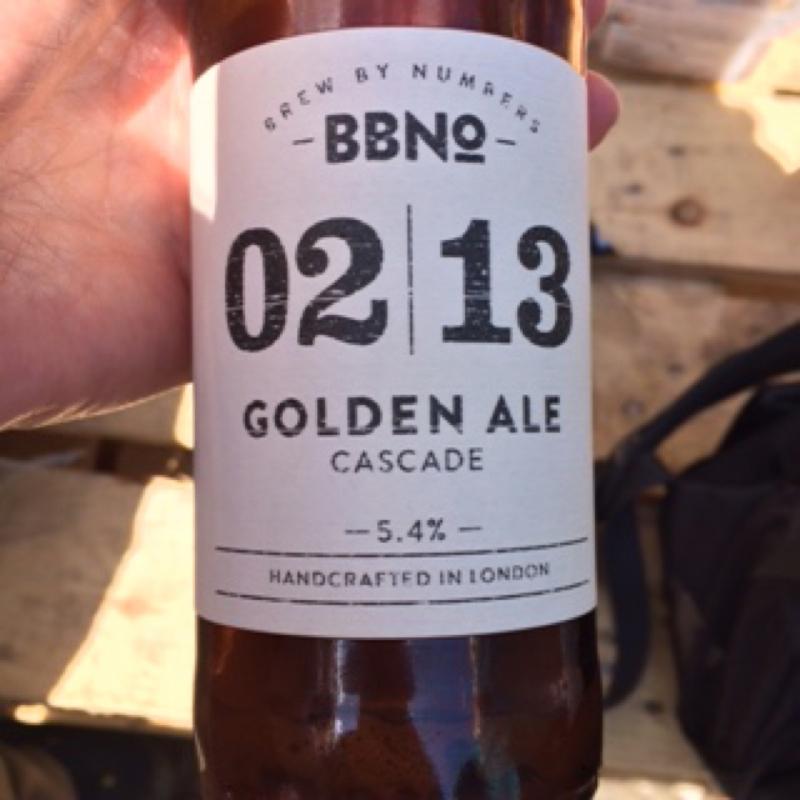 BREW BY NUMBERS
–BBNo–
02|13
GOLDEN ALE
CASCADE
–5.4%–
HANDCRAFTED IN LONDON